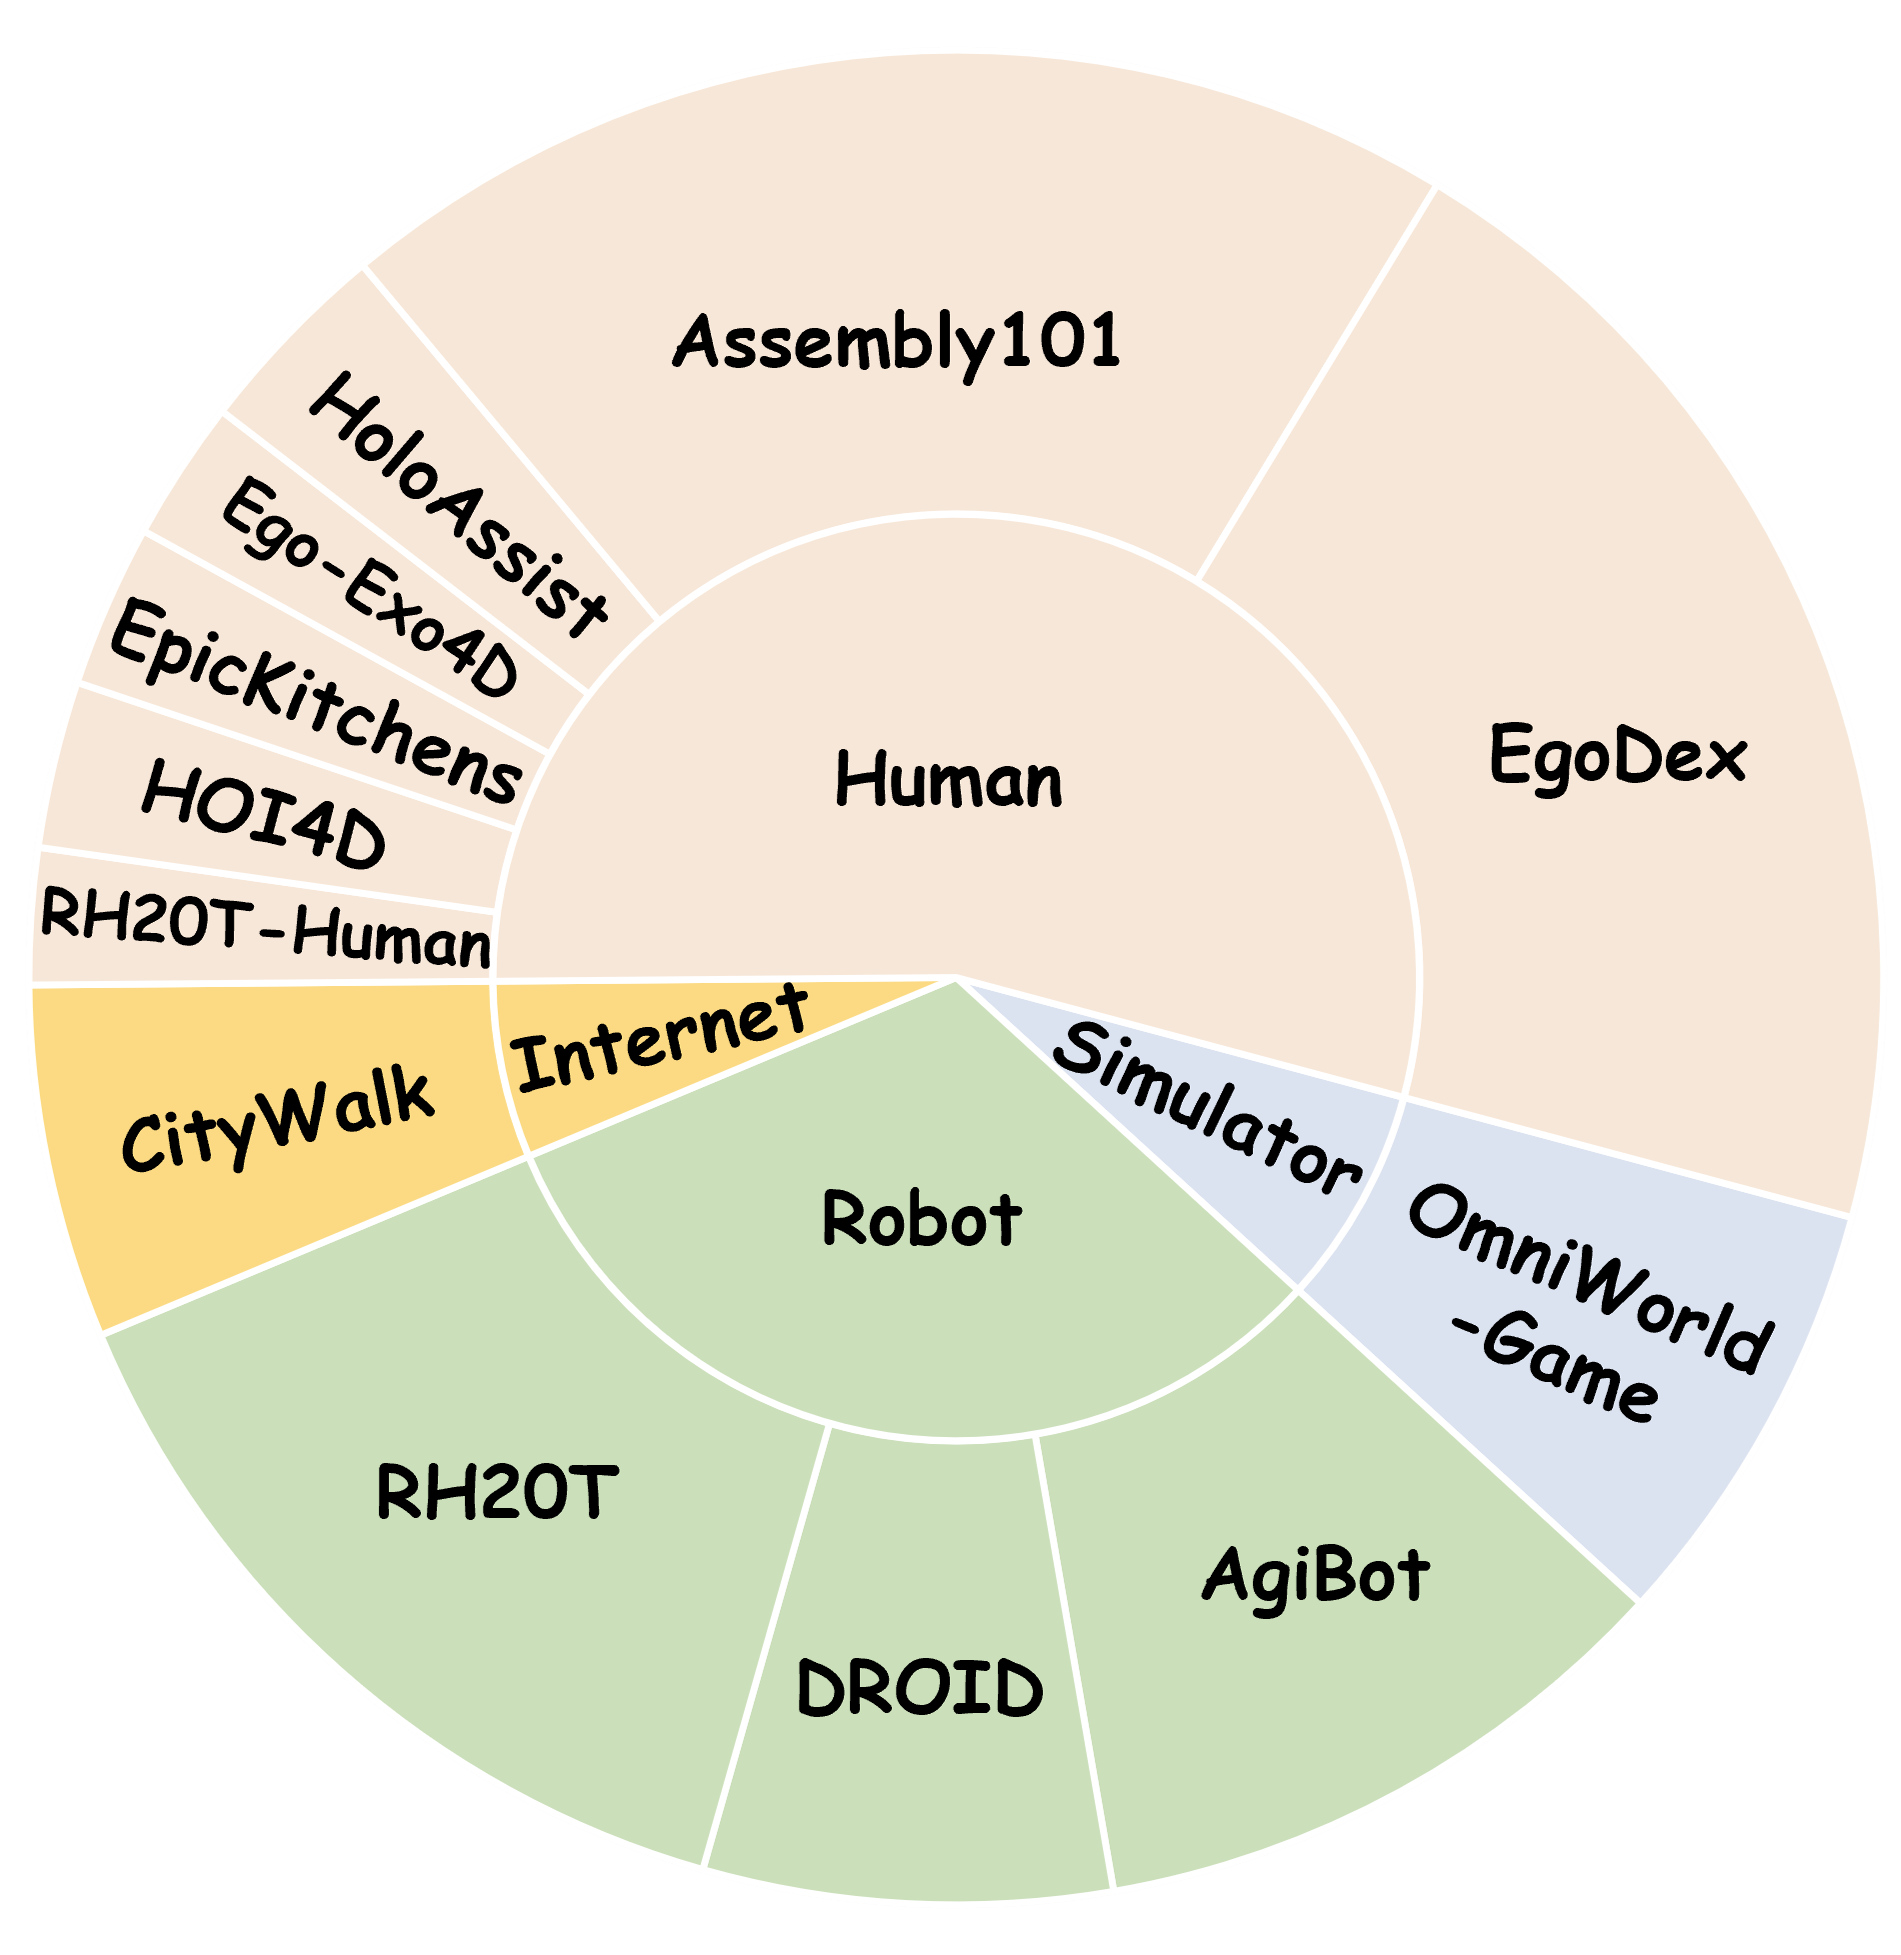 Assembly101
HoloAssist
Ego-Exo4D
EpicKitchens
HOI4D
RH20T-Human
EgoDex
Human
Internet
CityWalk
Simulator
OmniWorld
-Game
Robot
RH20T
DROID
AgiBot